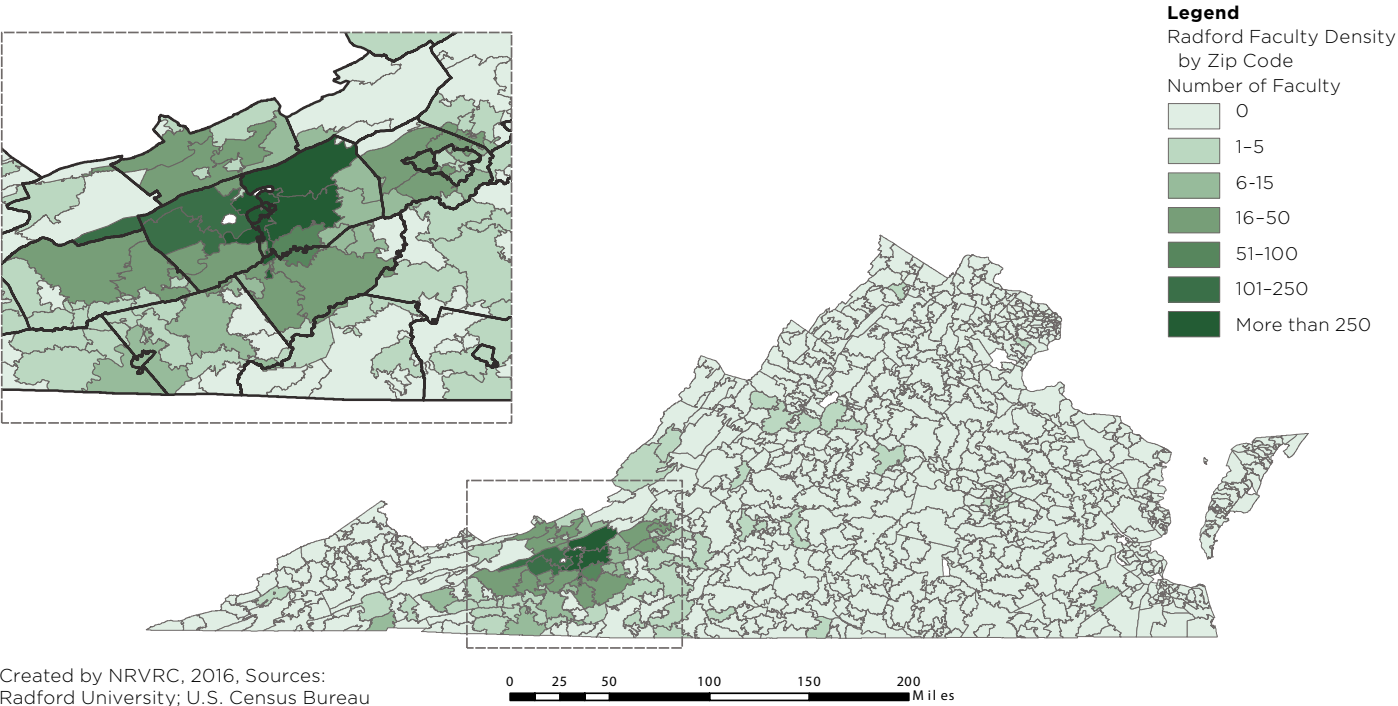 Legend
Radford Faculty Density
by Zip Code
Number of Faculty
0
1–5
6-15
16–50
51–100
101–250
More than 250
Created by NRVRC, 2016, Sources:
Radford University; U.S. Census Bureau
0 25 50 100 150 200
Miles